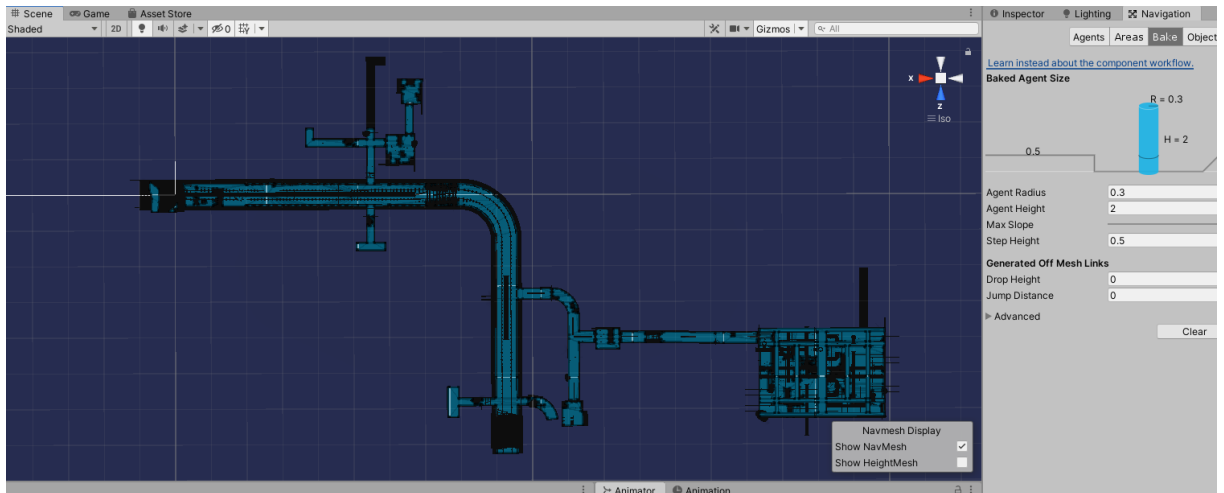 Scene Game Asset Store
Inspector Lighting Navigation
Shaded 2D 0 Gizmos All
Agents Areas Bake Object
Learn instead about the component workflow.
Baked Agent Size
R = 0.3
H = 2
0.5
x
z
Iso
Agent Radius 0.3
Agent Height 2
Max Slope
Step Height 0.5
Generated Off Mesh Links
Drop Height 0
Jump Distance 0
Advanced
Clear
Navmesh Display
Show NavMesh
Show HeightMesh
Animator Animation